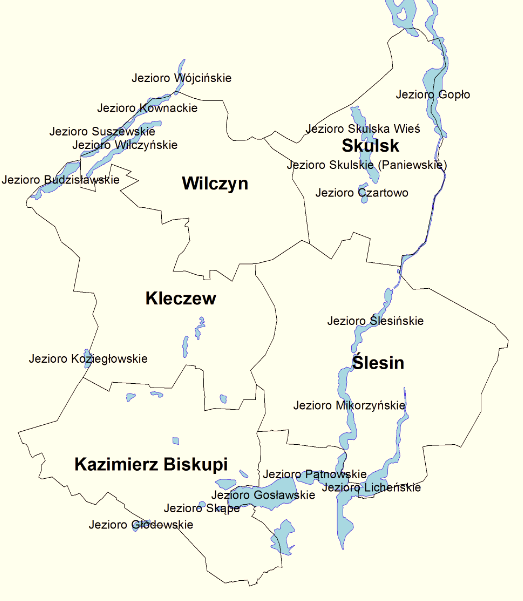 Jezioro Wójcińskie
Jezioro Gopło
Jezioro Kownackie
Jezioro Skulska Wieś
Jezioro Suszewskie
Jezioro Wilczyńskie
Skulsk
Jezioro Skulskie (Paniewskie)
Jezioro Budzisławskie
Wilczyn
Jezioro Czartowo
Kleczew
Jezioro Ślesińskie
Jezioro Koziegłowskie
Ślesin
Jezioro Mikorzyńskie
Kazimierz Biskupi
Jezioro Pątnowskie
Jezioro Licheńskie
Jezioro Gosławskie
Jezioro Skąpe
Jezioro Głodowskie